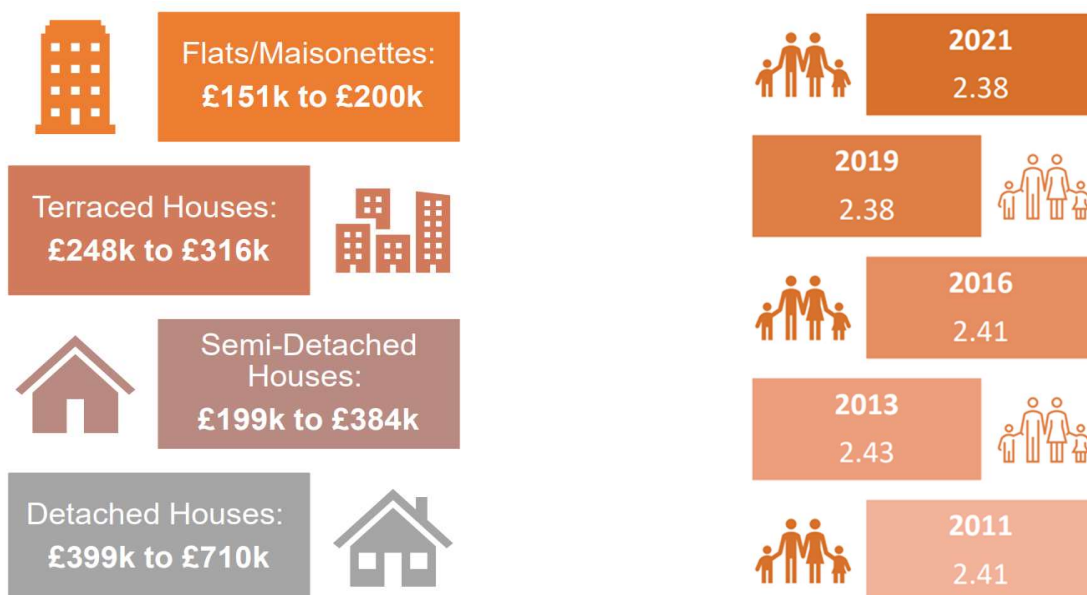 Flats/Maisonettes:
£151k to £200k
Terraced Houses:
£248k to £316k
Semi-Detached
Houses:
£199k to £384k
Detached Houses:
£399k to £710k
2021
2.38
2019
2.38
2016
2.41
2013
2.43
2011
2.41